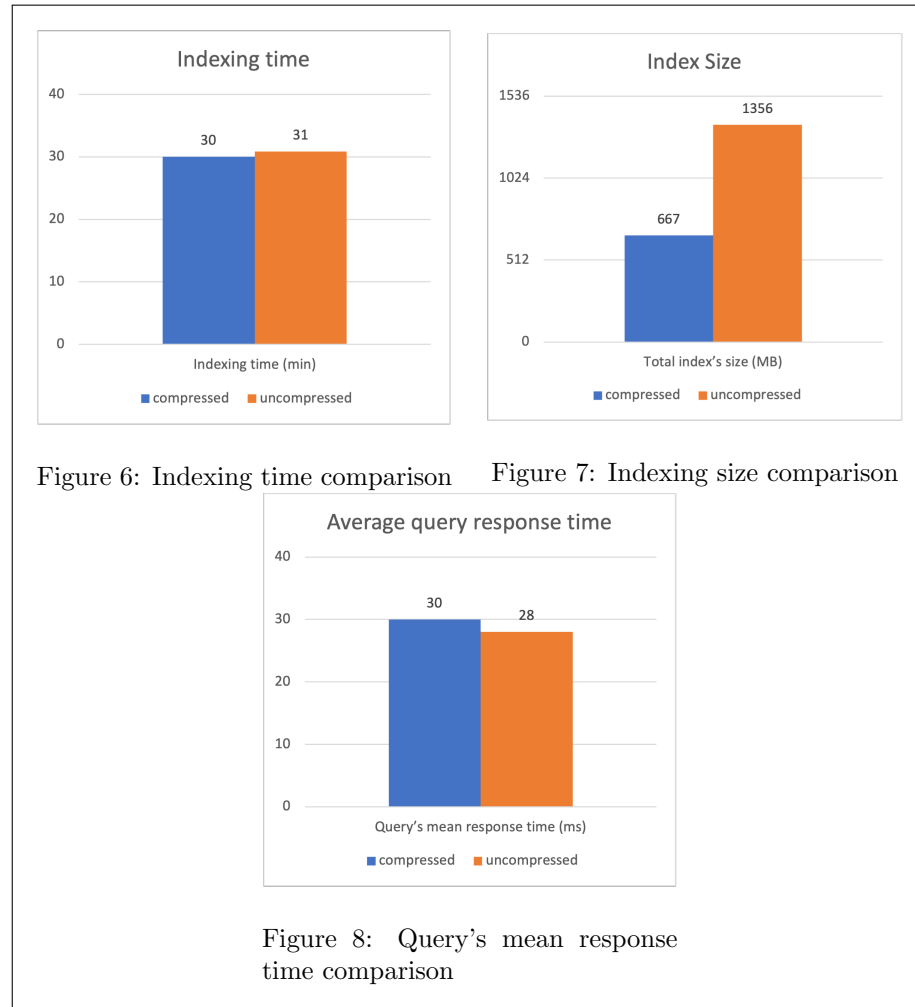 Indexing time
40
30
20
10
0
30
31
Indexing time (min)
compressed uncompressed
Figure 6: Indexing time comparison
Index Size
1536
1024
512
0
667
1356
Total index's size (MB)
compressed uncompressed
Figure 7: Indexing size comparison
Average query response time
40
30
20
10
0
30
28
Query's mean response time (ms)
compressed uncompressed
Figure 8: Query's mean response
time comparison